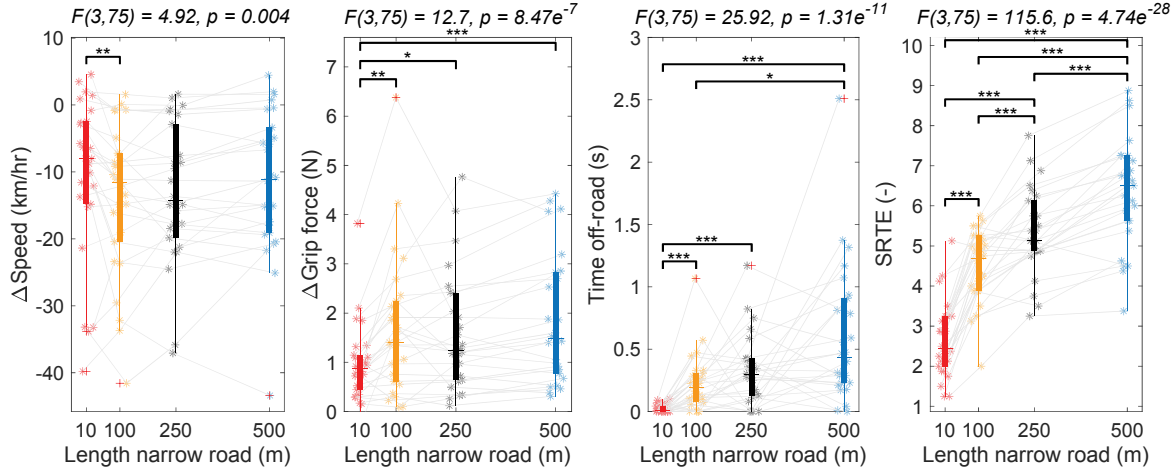 F(3,75) = 4.92, p = 0.004
**
ΔSpeed (km/hr)
10
0
-10
-20
-30
-40
10 100 250 500
Length narrow road (m)
F(3,75) = 12.7, p = 8.47e-7
***
*
**
ΔGrip force (N)
7
6
5
4
3
2
1
0
10 100 250 500
Length narrow road (m)
F(3,75) = 25.92, p = 1.31e-11
***
*
***
***
Time off-road (s)
3
2.5
2
1.5
1
0.5
0
10 100 250 500
Length narrow road (m)
F(3,75) = 115.6, p = 4.74e-28
***
***
***
***
***
***
SRTE (-)
10
9
8
7
6
5
4
3
2
1
10 100 250 500
Length narrow road (m)